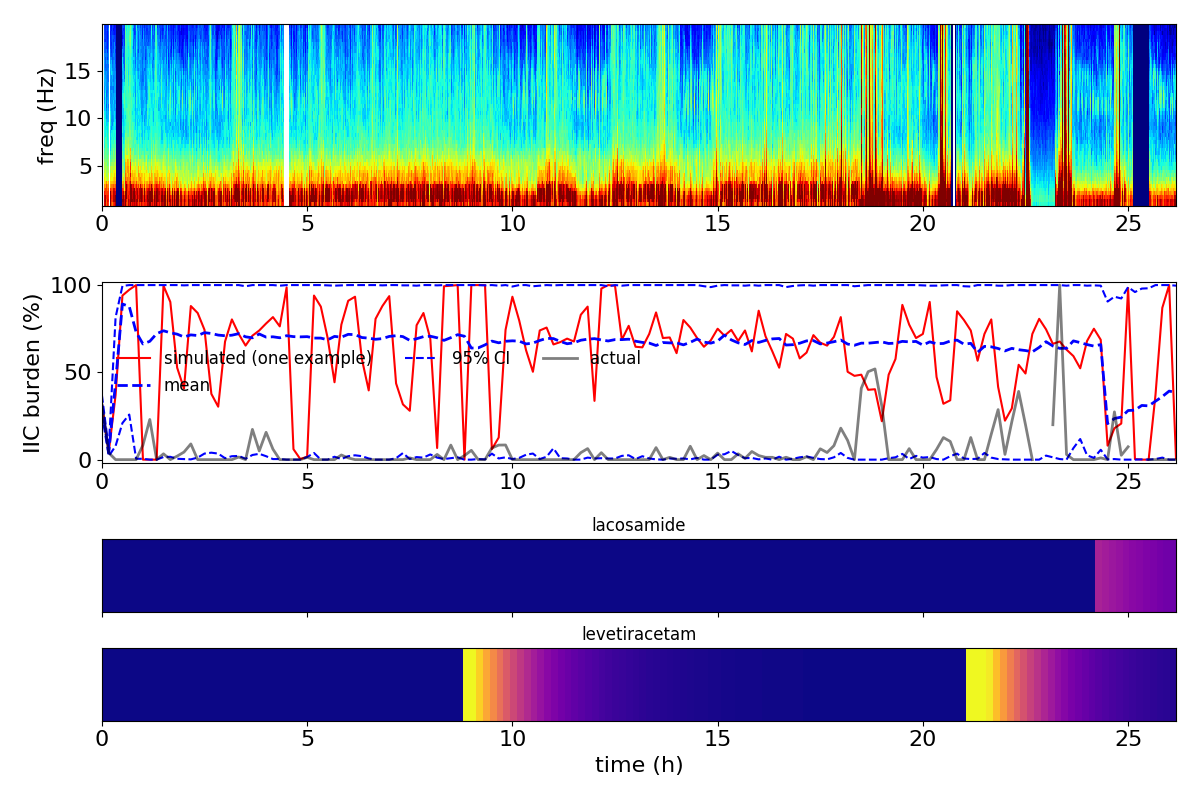 freq (Hz)
15
10
5
0 5 10 15 20 25
IIC burden (%)
100
50
0
simulated (one example) 95% CI actual
mean
0 5 10 15 20 25
lacosamide
levetiracetam
0 5 10 15 20 25
time (h)